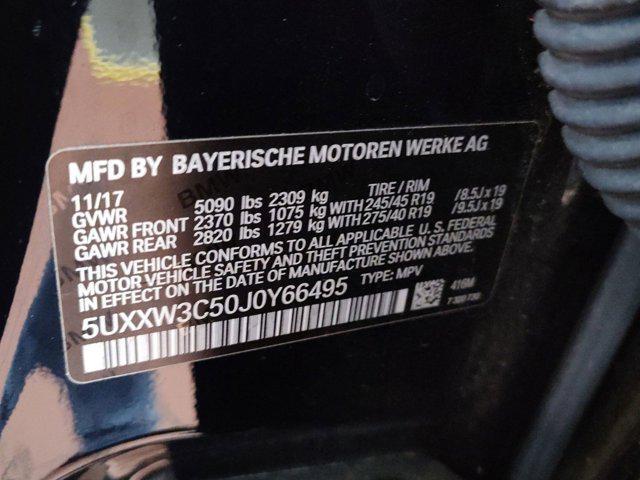 MFD BY BAYERISCHE MOTOREN WERKE AG
11/17 TIRE / RIM
GVWR 5090 lbs 2309 kg
GAWR FRONT 2370 lbs 1075 kg WITH 245/45 R19 /8.5J x 19
GAWR REAR 2820 lbs 1279 kg WITH 275/40 R19 /9.5J x 19
THIS VEHICLE CONFORMS TO ALL APPLICABLE U. S. FEDERAL
MOTOR VEHICLE SAFETY AND THEFT PREVENTION STANDARDS
IN EFFECT ON THE DATE OF MANUFACTURE SHOWN ABOVE.
5UXXW3C50J0Y66495 TYPE: MPV
416M